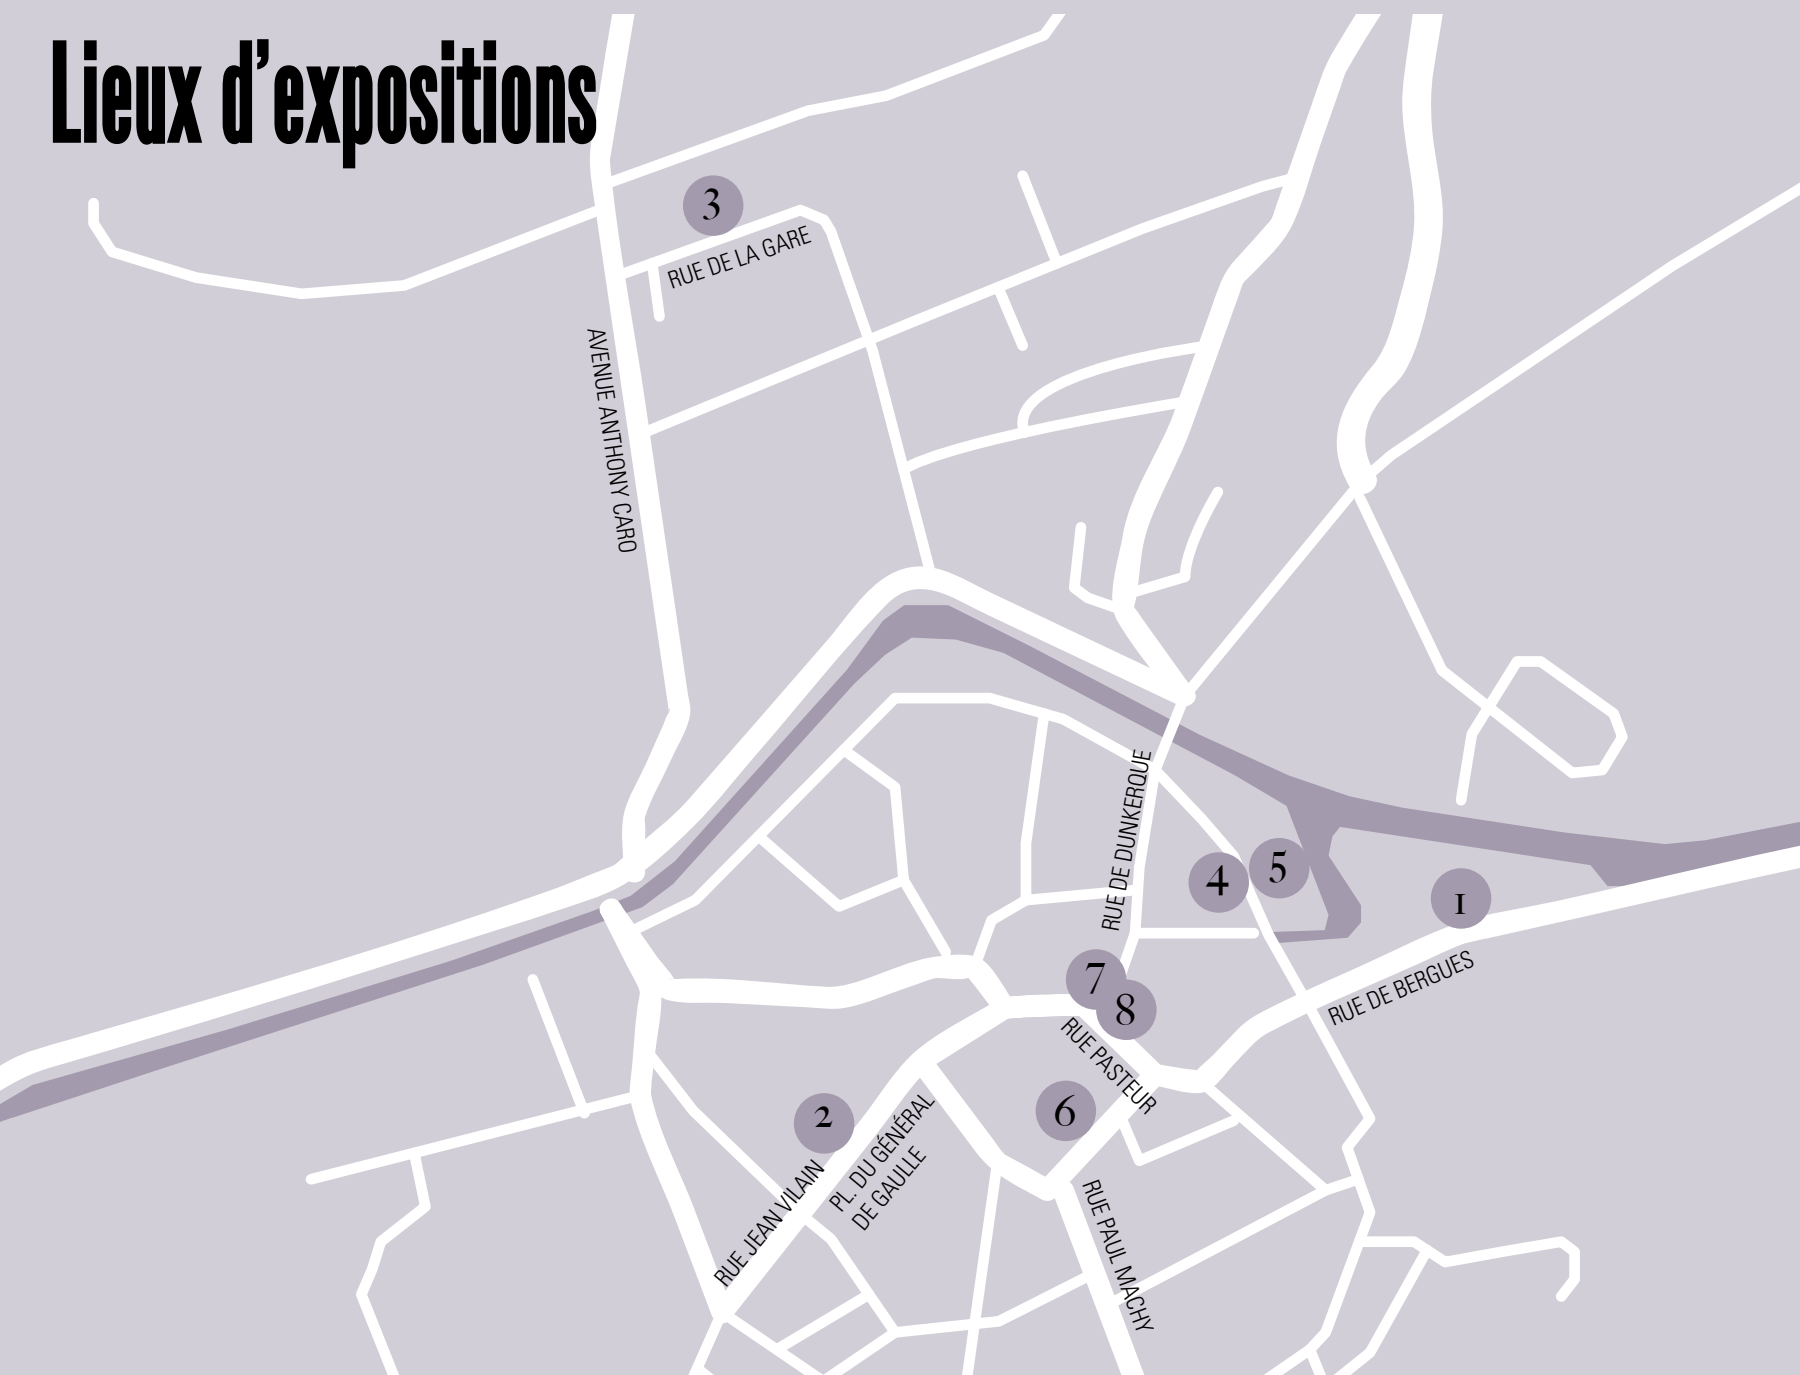 Lieux d’expositions
3
RUE DE LA GARE
AVENUE ANTHONY CARO
RUE DE DUNKERQUE
4
5
1
7
8
RUE DE BERGUES
RUE PASTEUR
6
2
PL. DU GÉNÉRAL
DE GAULLE
RUE JEAN VILAIN
RUE PAUL MACHY